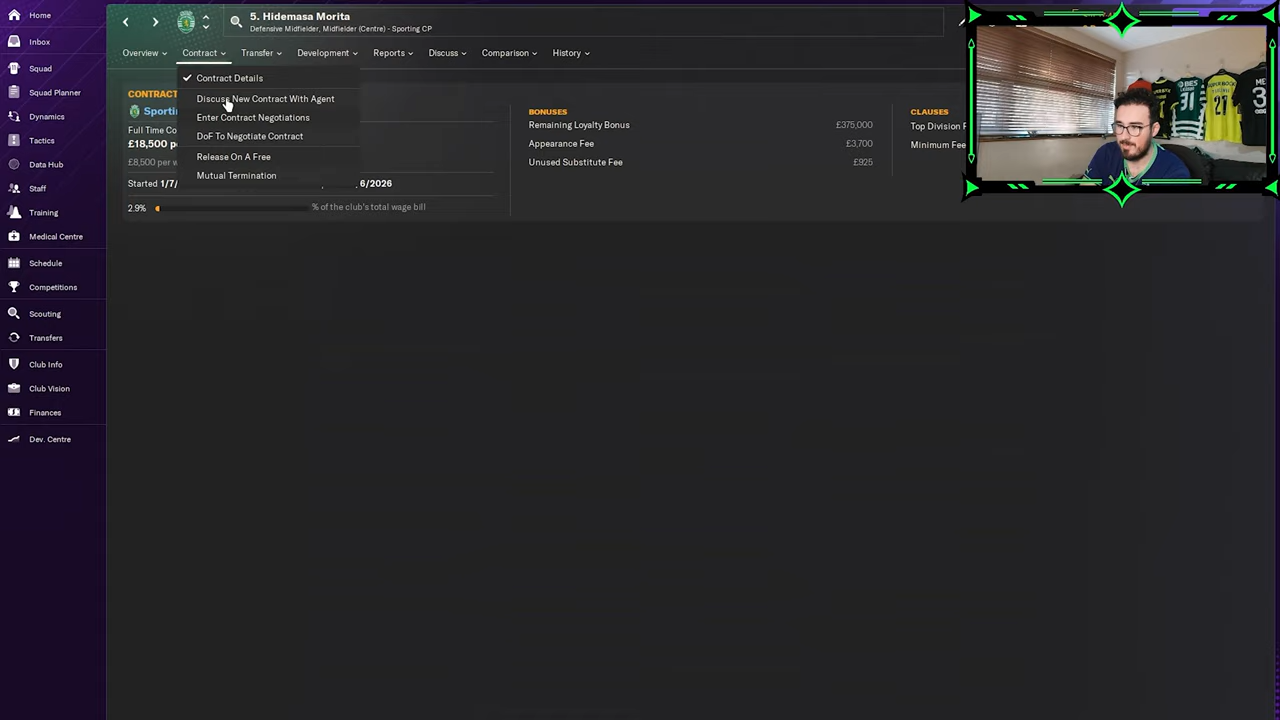 Home
Inbox
Squad
Squad Planner
Dynamics
Tactics
Data Hub
Staff
Training
Medical Centre
Schedule
Competitions
Scouting
Transfers
Club Info
Club Vision
Finances
Dev. Centre
5. Hidemasa Morita
Defensive Midfielder, Midfielder (Centre) - Sporting CP
Overview
Contract
Transfer
Development
Reports
Discuss
Comparison
History
Contract Details
Discuss New Contract With Agent
Enter Contract Negotiations
DoF To Negotiate Contract
Release On A Free
Mutual Termination
CONTRACT
Full Time
£18,500
£8,500 per
Started 1/7/
6/2026
2.9%
% of the club's total wage bill
BONUSES
Remaining Loyalty Bonus £375,000
Appearance Fee £3,700
Unused Substitute Fee £925
CLAUSES
Top Division
Minimum Fee
31
21
3